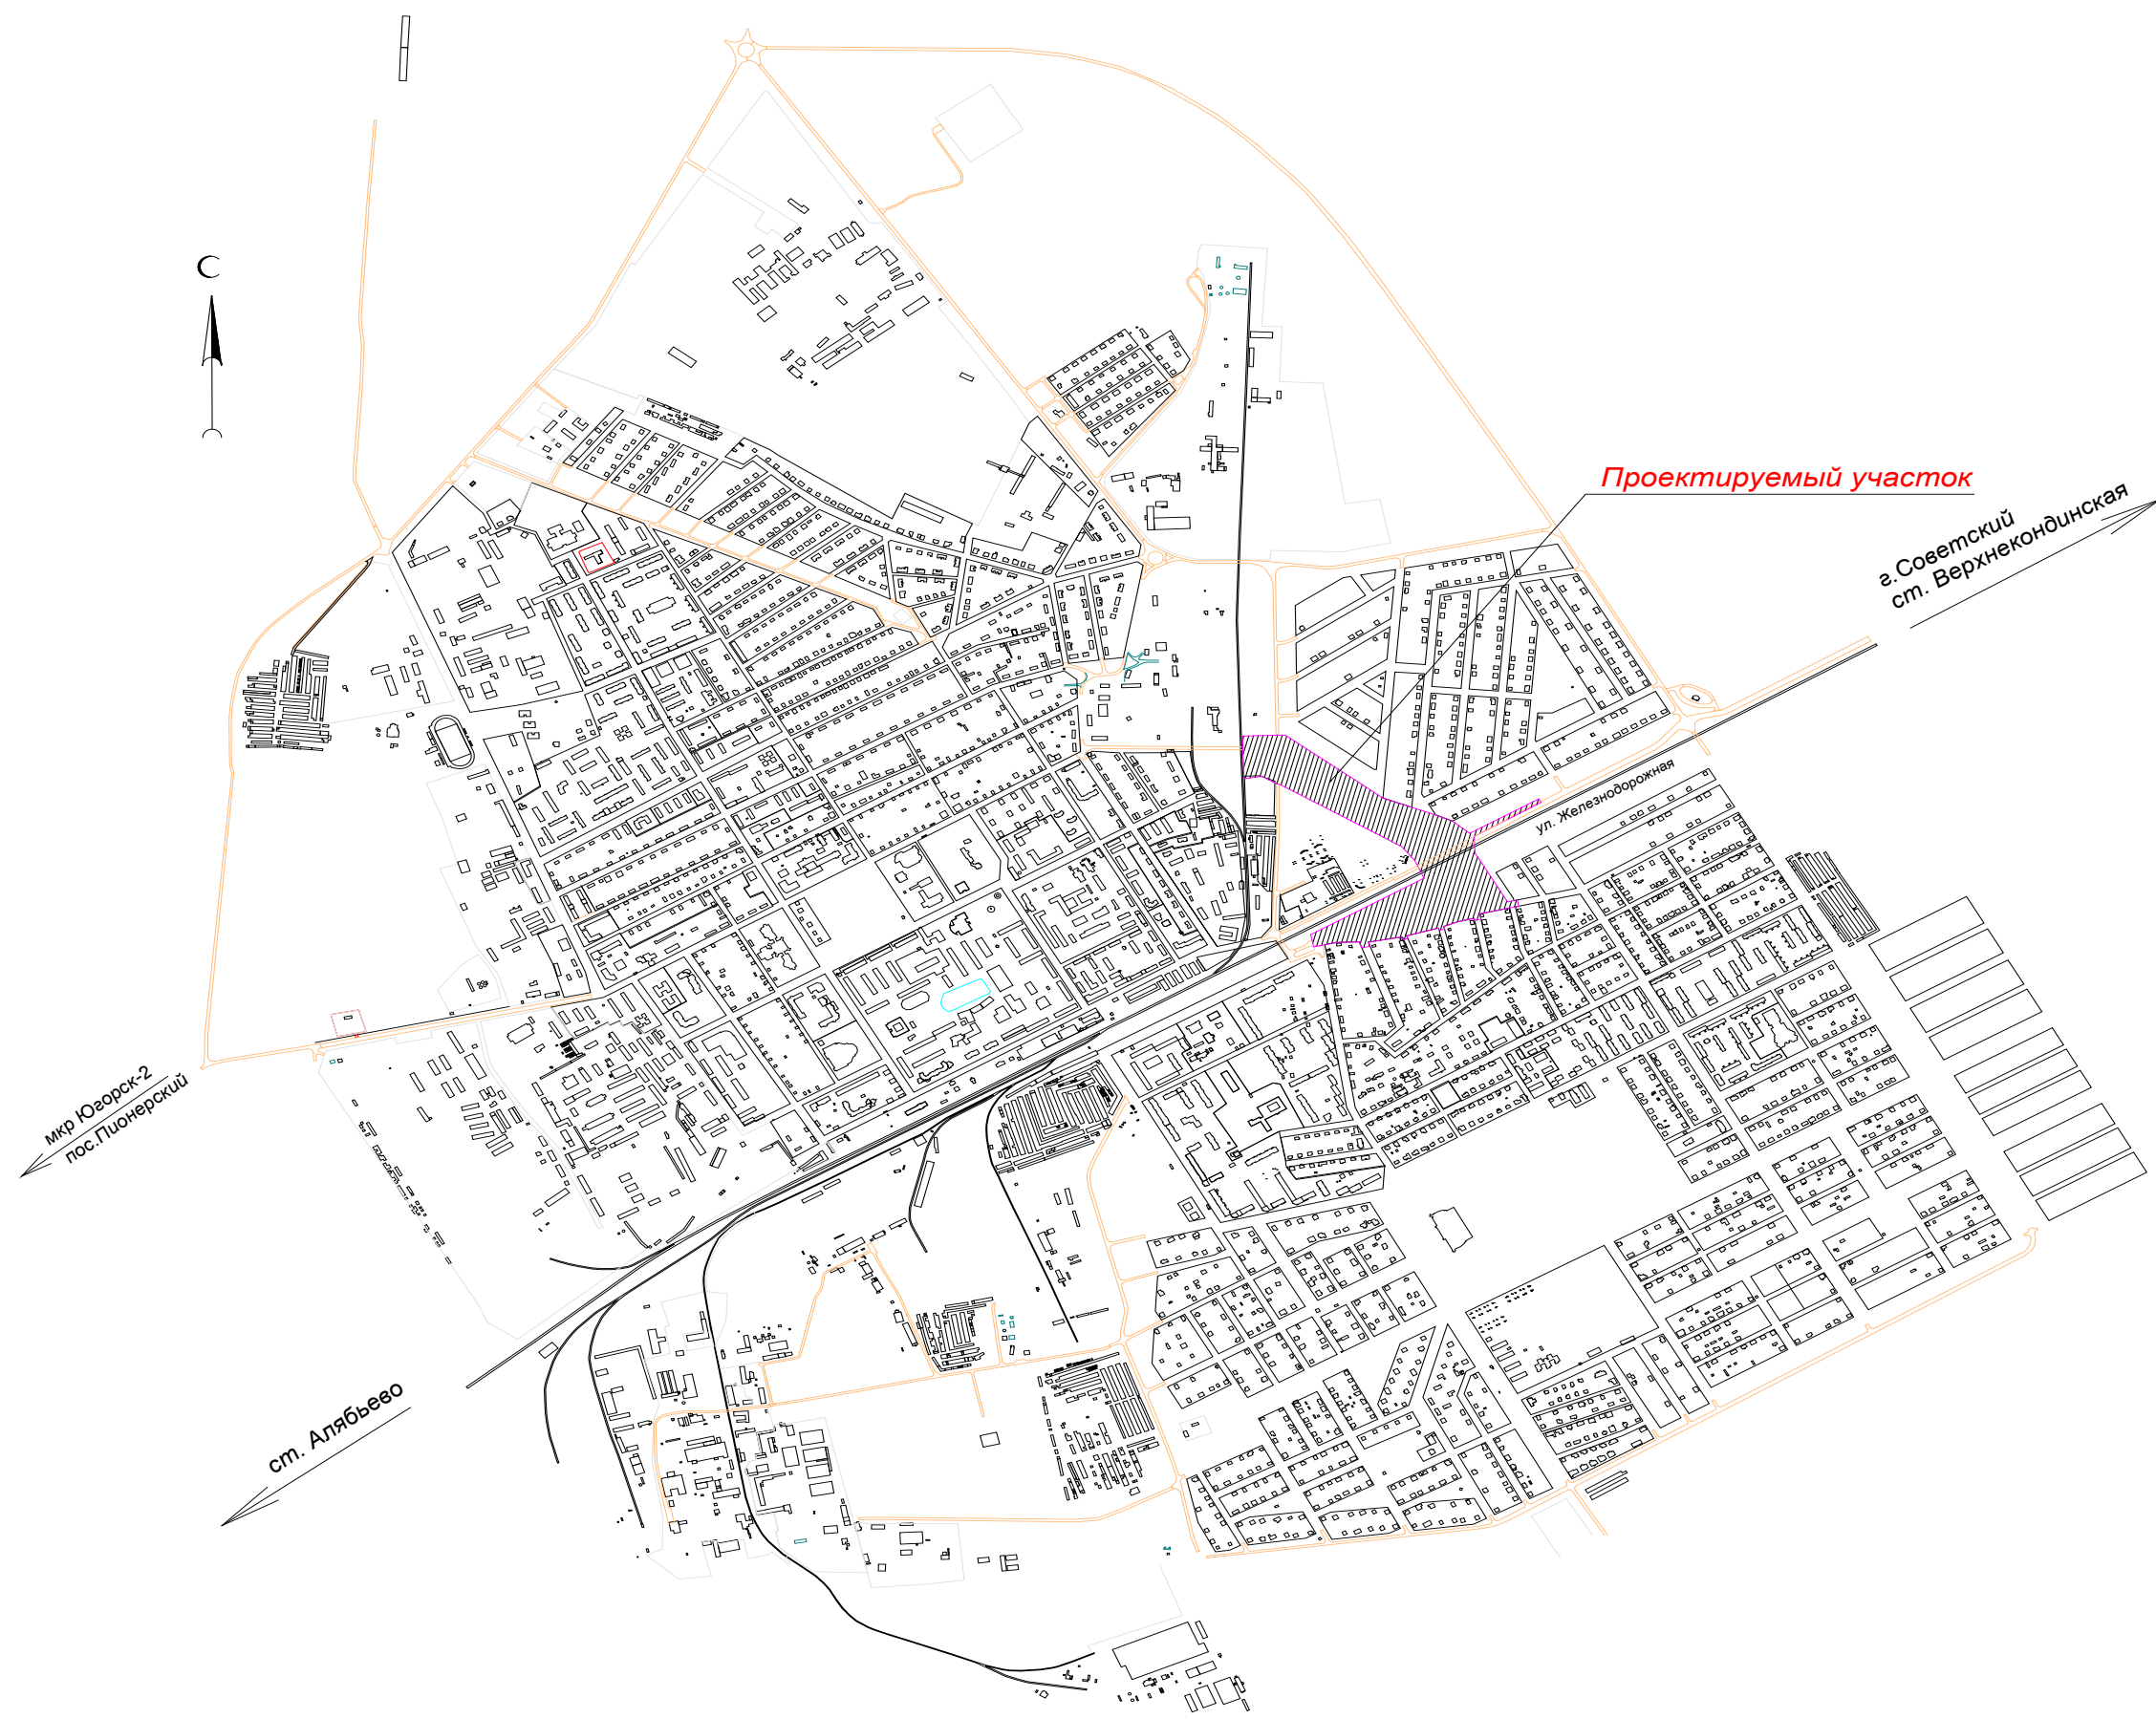 С
Проектируемый участок
г.Советский
ст. Верхнекондинская
ул. Железнодорожная
мкр Югорск-2
пос.Пионерский
ст. Алябьево